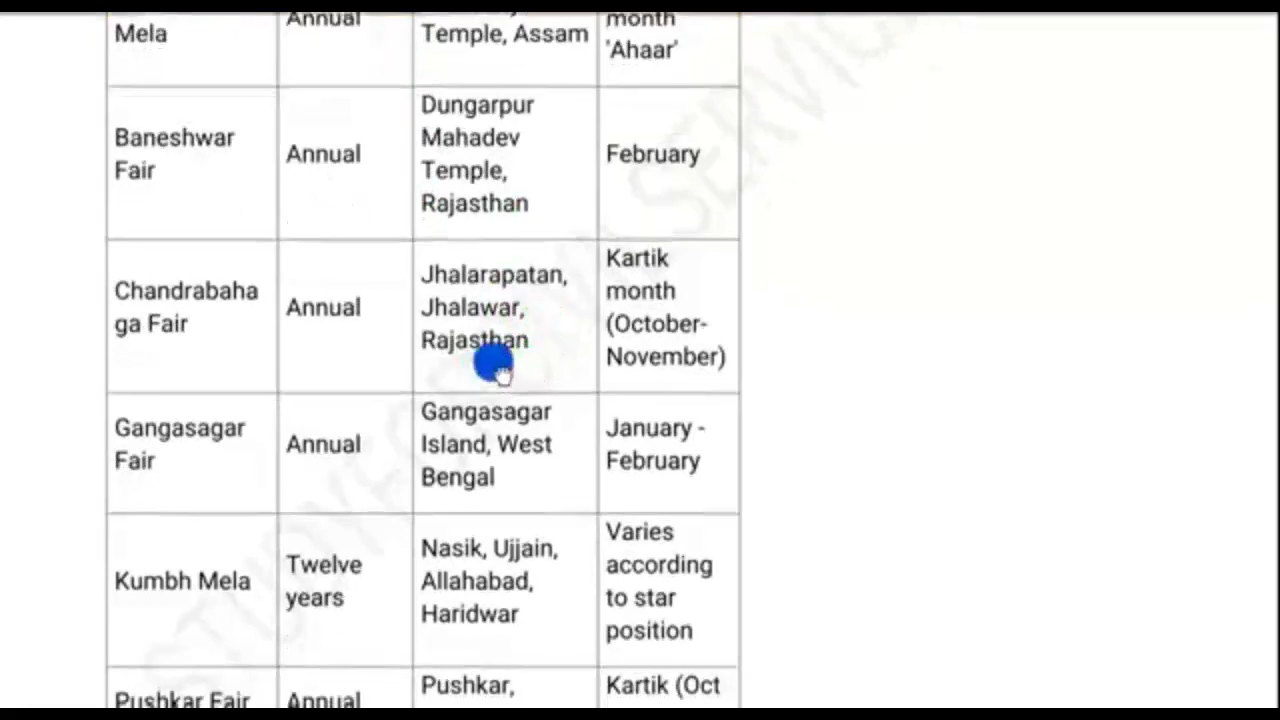 Mela
Annual
Temple, Assam
month
'Ahaar'
Baneshwar
Fair
Annual
Dungarpur
Mahadev
Temple,
Rajasthan
February
Chandrabaha
ga Fair
Annual
Jhalarapatan,
Jhalawar,
Rajasthan
Kartik
month
(October-
November)
Gangasagar
Fair
Annual
Gangasagar
Island, West
Bengal
January -
February
Kumbh Mela
Twelve
years
Nasik, Ujjain,
Allahabad,
Haridwar
Varies
according
to star
position
Pushkar Fair
Annual
Pushkar,
Kartik (Oct